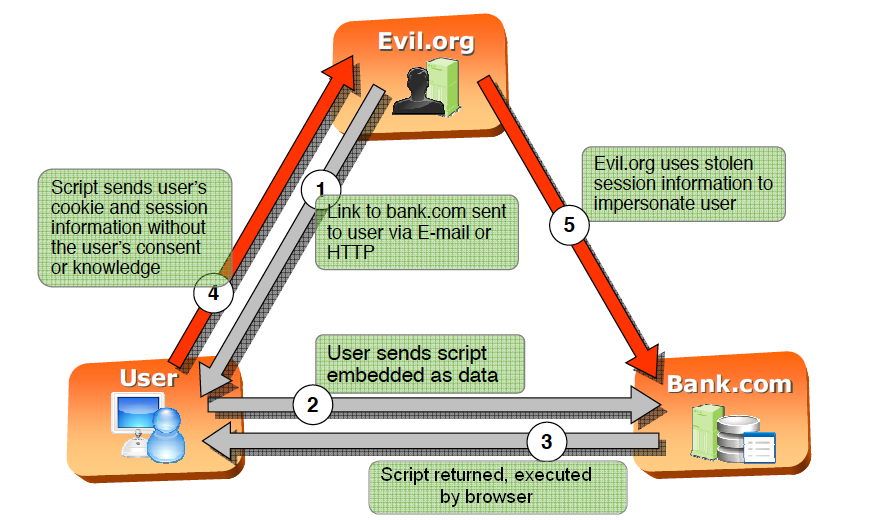 Evil.org
Script sends user's
cookie and session
information without
the user's consent
or knowledge
4
1
Link to bank.com sent
to user via E-mail or
HTTP
Evil.org uses stolen
session information to
impersonate user
5
User sends script
embedded as data
2
User
Bank.com
3
Script returned, executed
by browser